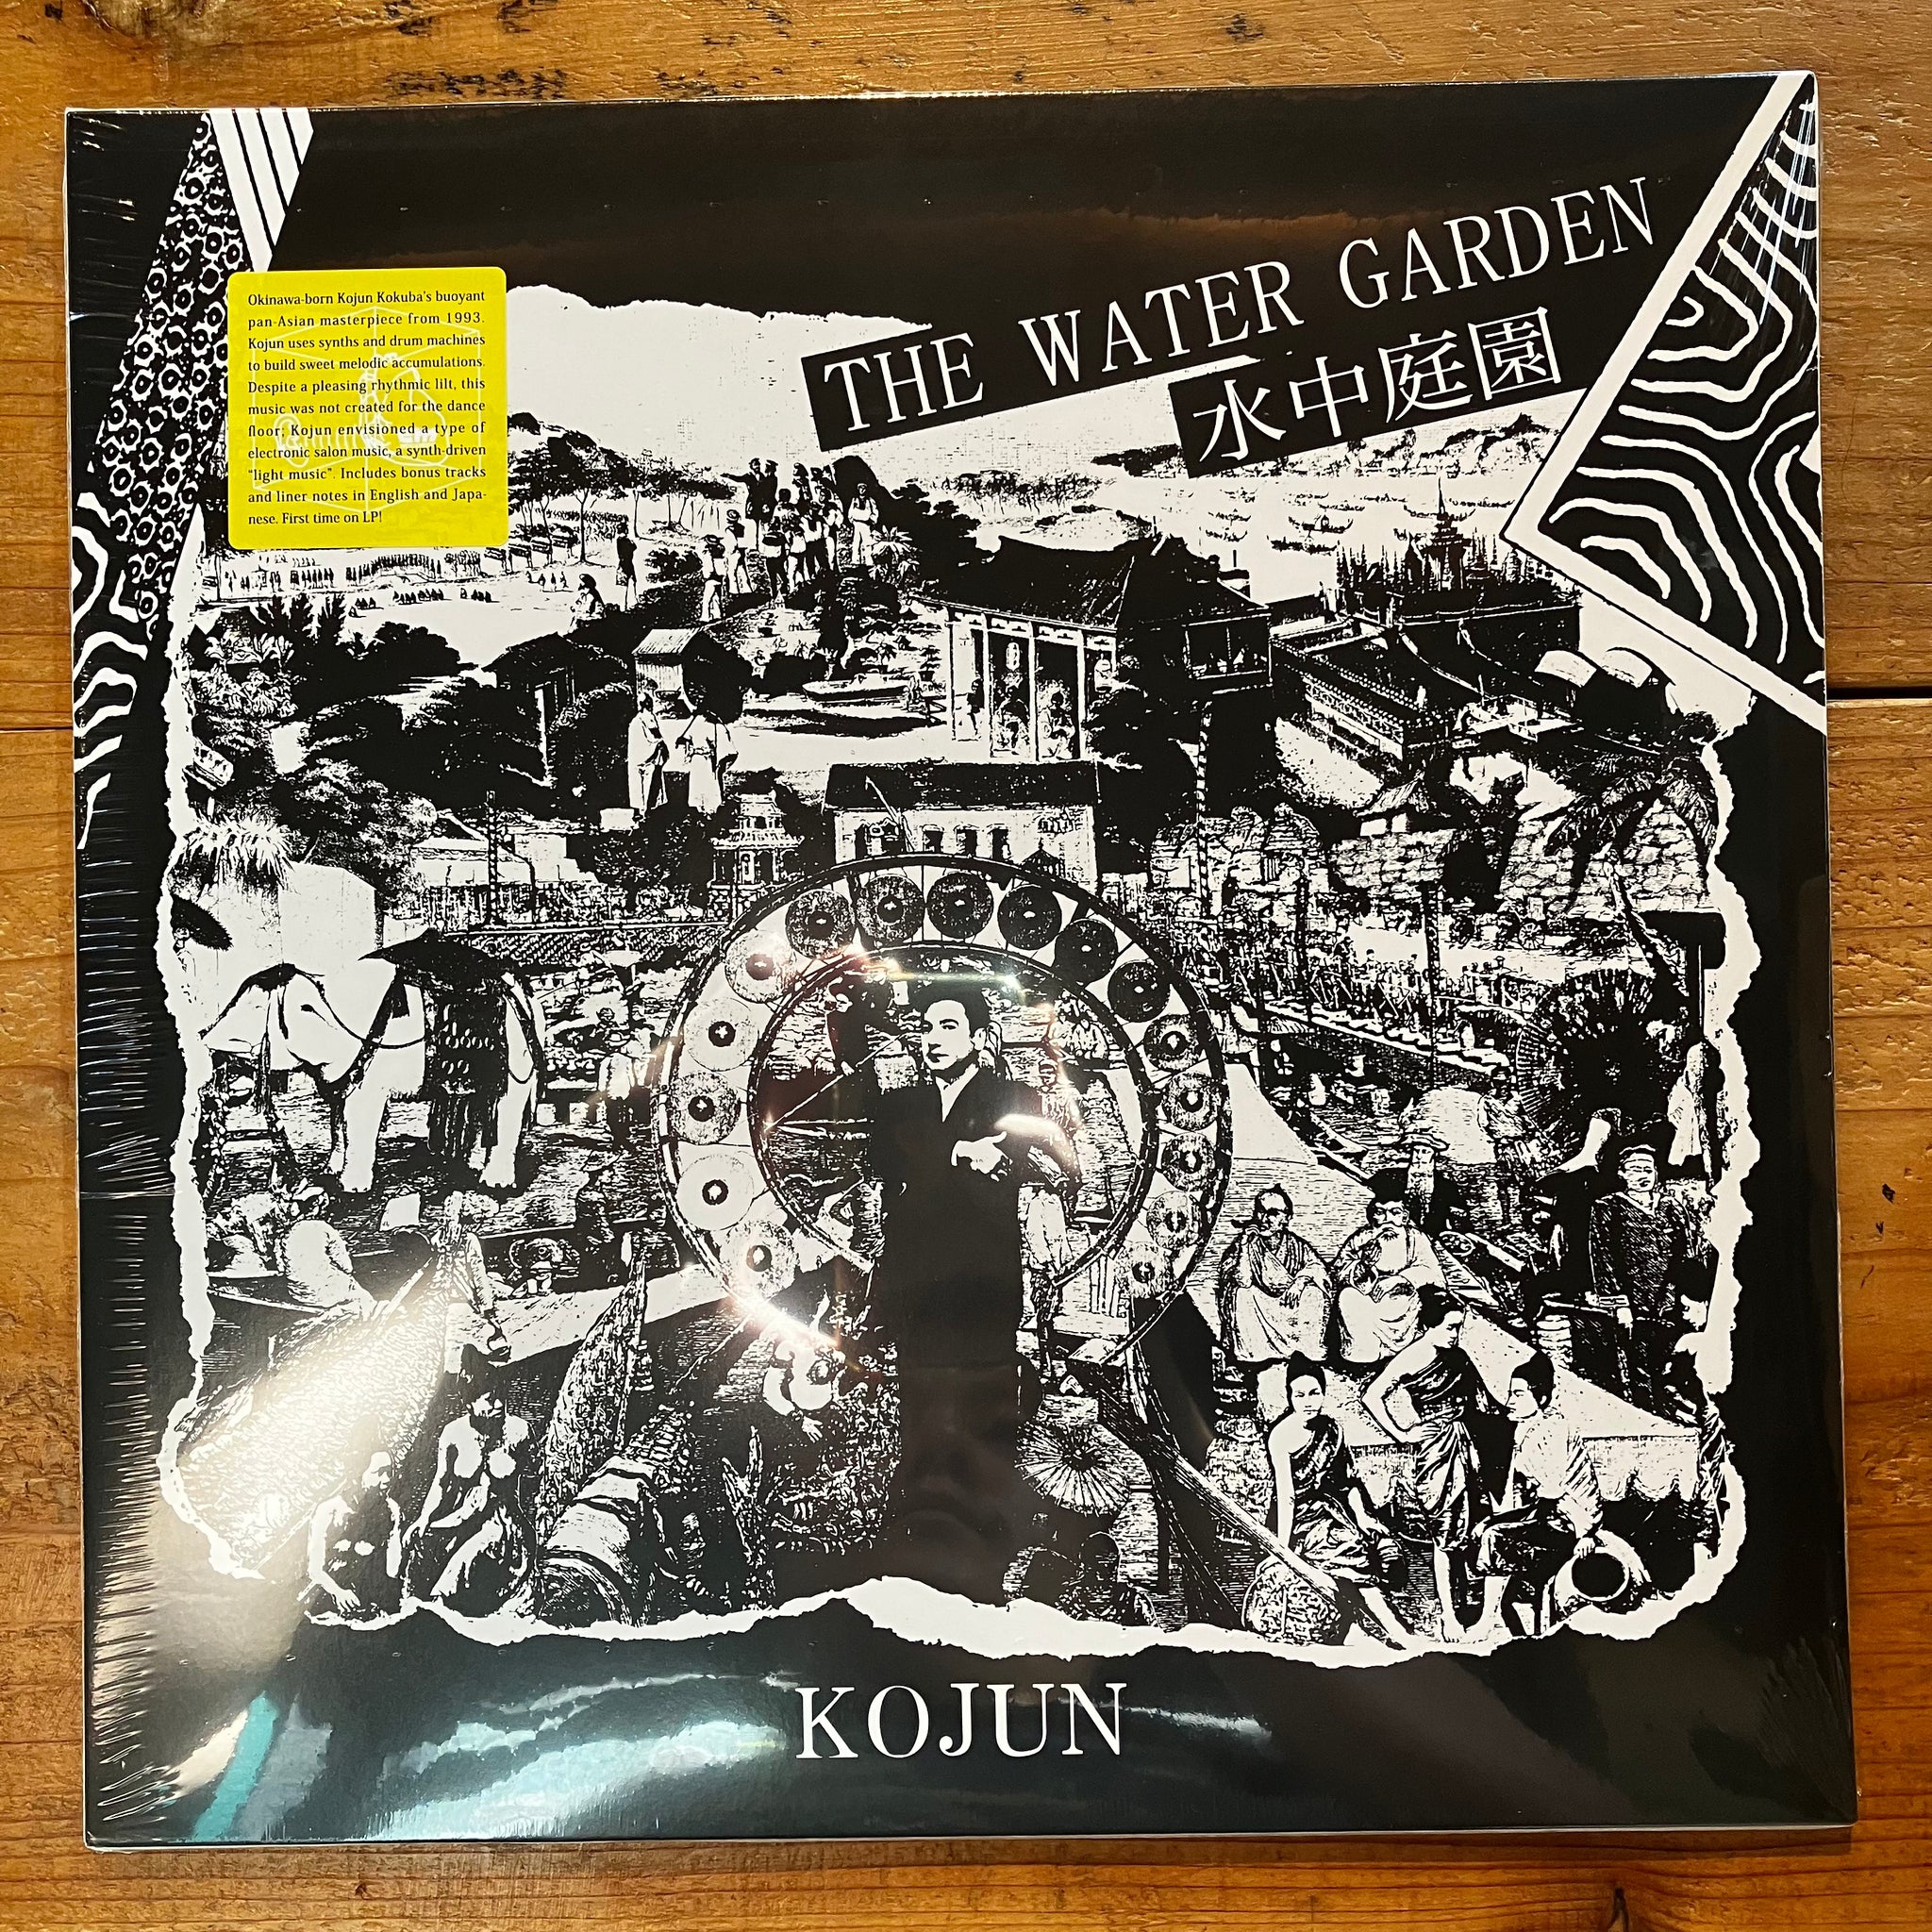 THE WATER GARDEN
水中庭園
Okinawa-born Kojun Kokuba's buoyant
pan-Asian masterpiece from 1993.
Kojun uses synths and drum machines
to build sweet melodic accumulations.
Despite a pleasing rhythmic lilt, this
music was not created for the dance
floor; Kojun envisioned a type of
electronic salon music, a synth-driven
"light music". Includes bonus tracks
and liner notes in English and Japa-
nese. First time on LP!
KOJUN